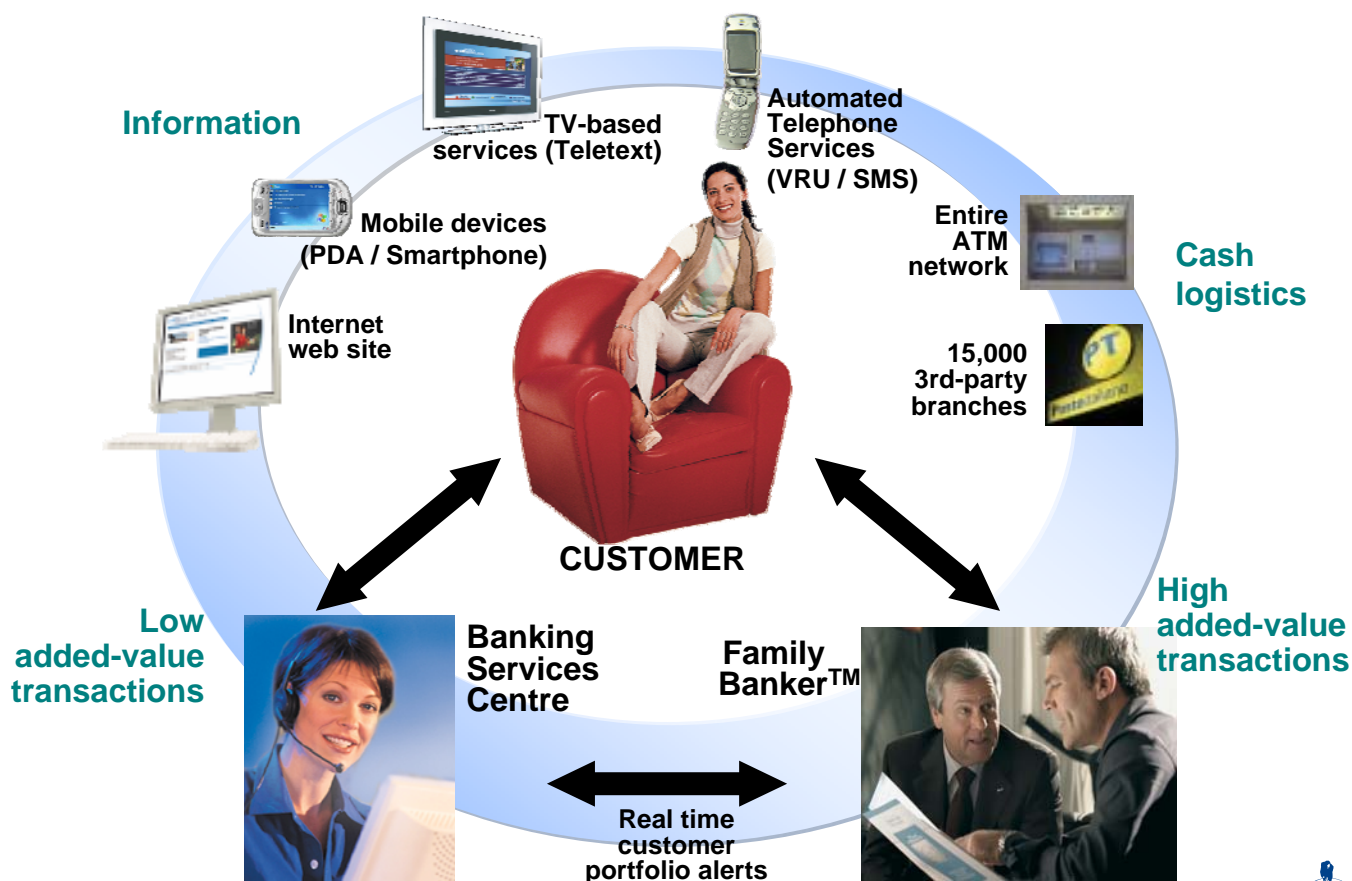 Information
TV-based
services (Teletext)
Automated
Telephone
Services
(VRU / SMS)
Mobile devices
(PDA / Smartphone)
Entire
ATM
network
Cash
logistics
Internet
web site
15,000
3rd-party
branches
PT
Posteitaliane
CUSTOMER
Low
added-value
transactions
Banking
Services
Centre
Family
Banker™
High
added-value
transactions
Real time
customer
portfolio alerts